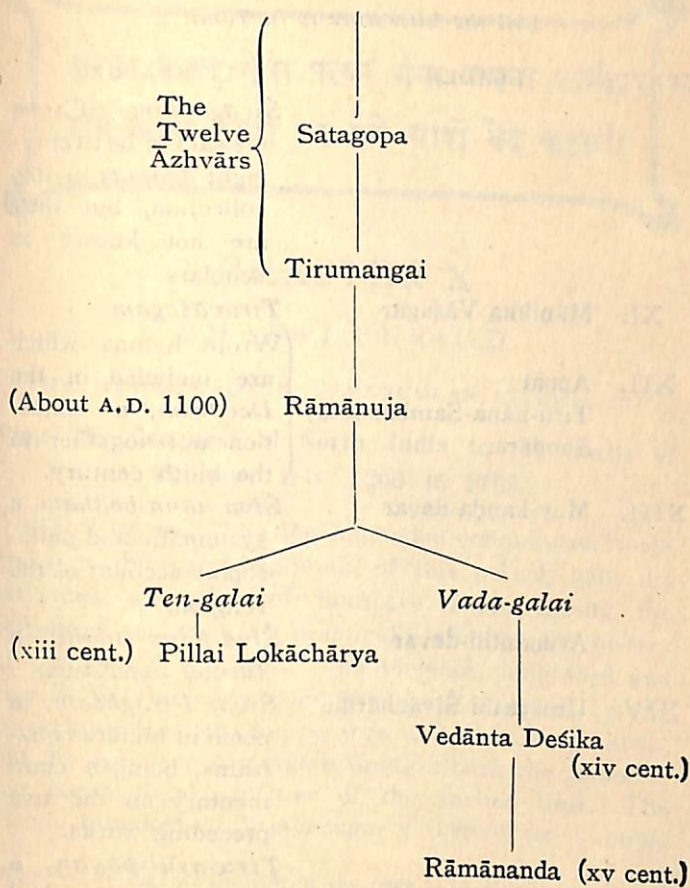 The
Twelve
Āzhvārs
Satagopa
Tirumangai
(About A.D. 1100) Rāmānuja
Ten-galai Vada-galai
(xiii cent.) Pillai Lokāchārya
Vedānta Deśika
(xiv cent.)
Rāmānanda (xv cent.)